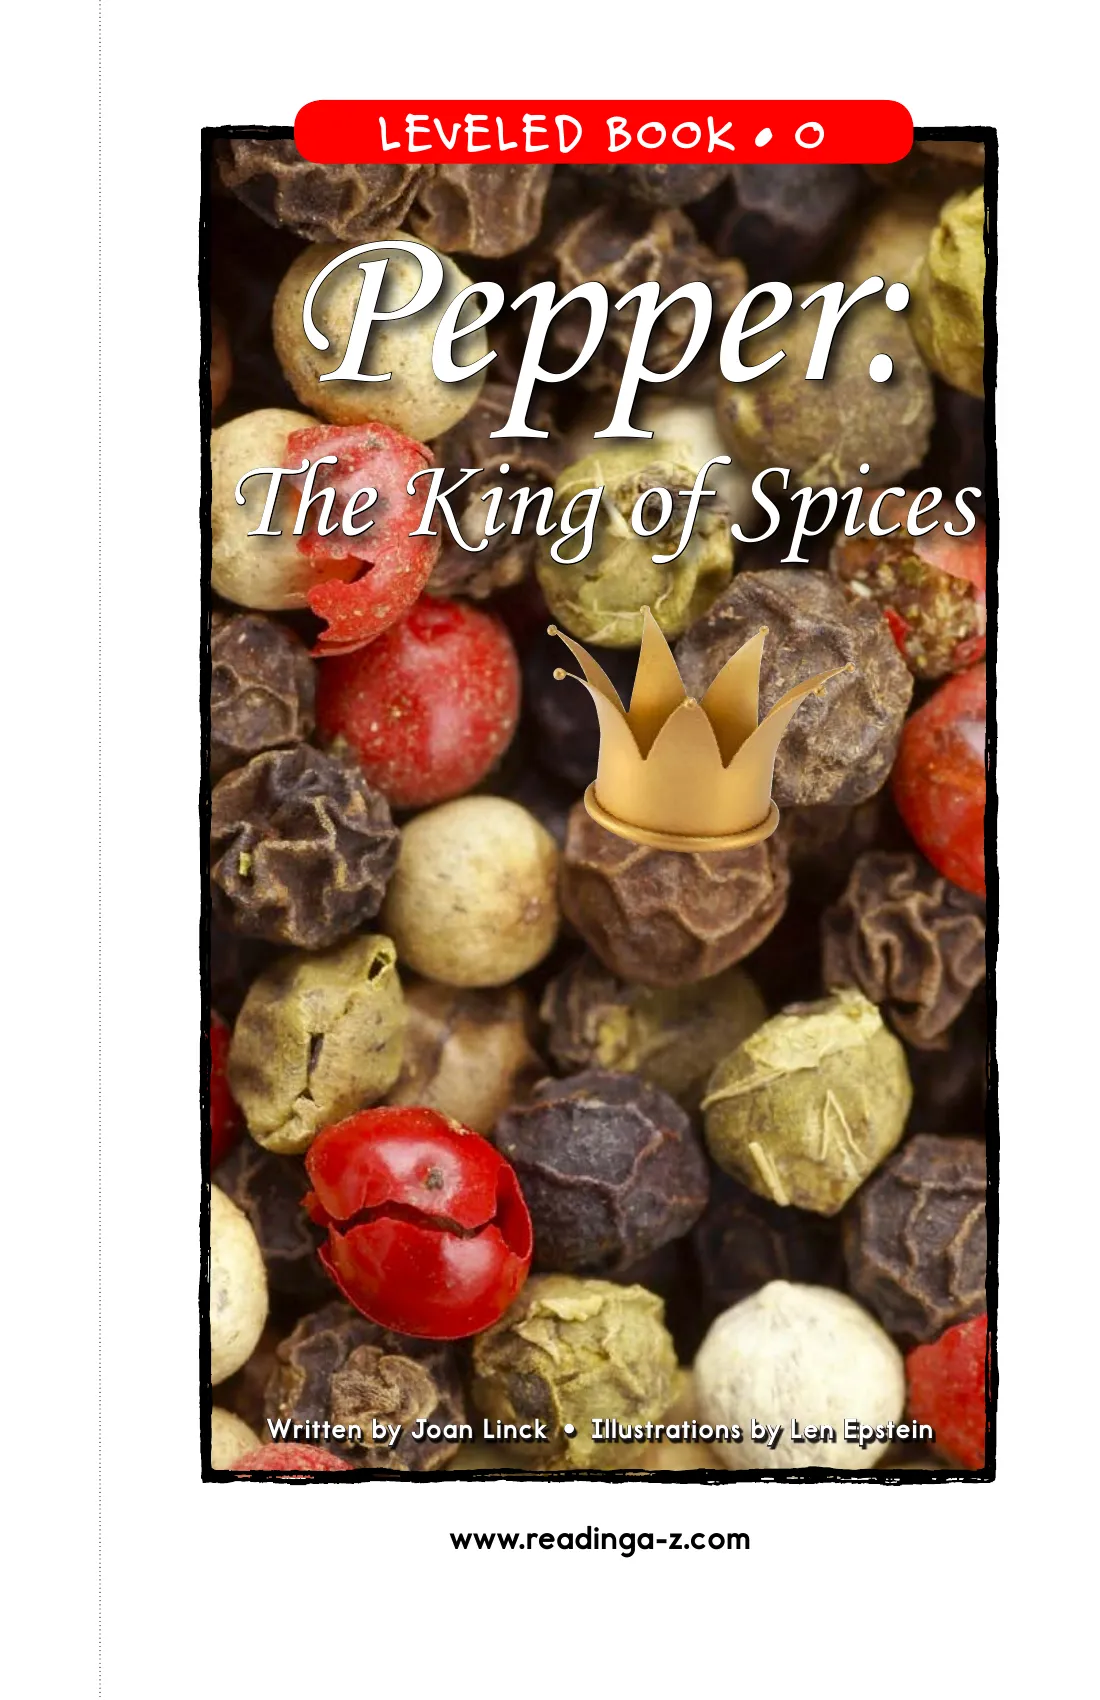 LEVELED BOOK • O
Pepper:
The King of Spices
Written by Joan Linck • Illustrations by Len Epstein
www.readinga-z.com